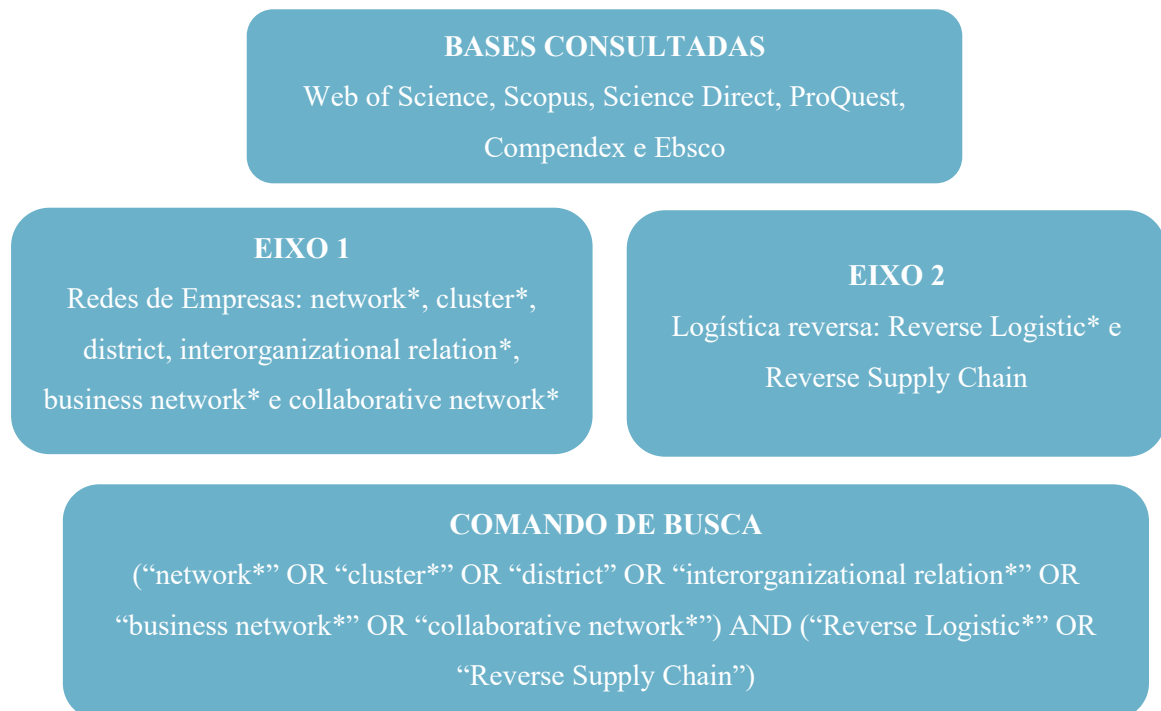 BASES CONSULTADAS
Web of Science, Scopus, Science Direct, ProQuest,
Compendex e Ebsco
EIXO 1
Redes de Empresas: network*, cluster*,
district, interorganizational relation*,
business network* e collaborative network*
EIXO 2
Logística reversa: Reverse Logistic* e
Reverse Supply Chain
COMANDO DE BUSCA
(“network*” OR “cluster*” OR “district” OR “interorganizational relation*” OR
“business network*” OR “collaborative network*”) AND (“Reverse Logistic*” OR
“Reverse Supply Chain”)